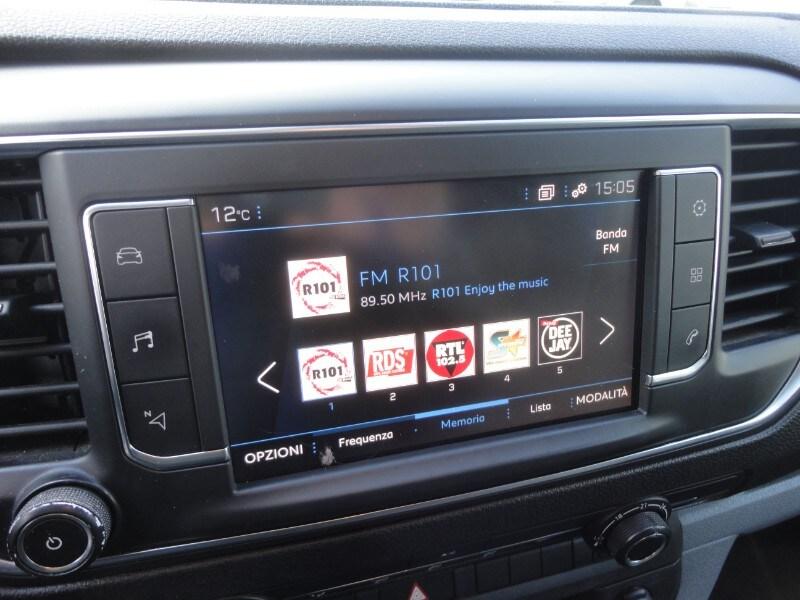 12°C
15:05
Banda
FM
FM R101
89.50 MHz R101 Enjoy the music
R101
R101
RDS
RTL
102.5
DEE
JAY
1
2
3
4
5
OPZIONI
Frequenza
Memoria
Lista
MODALITÀ
N